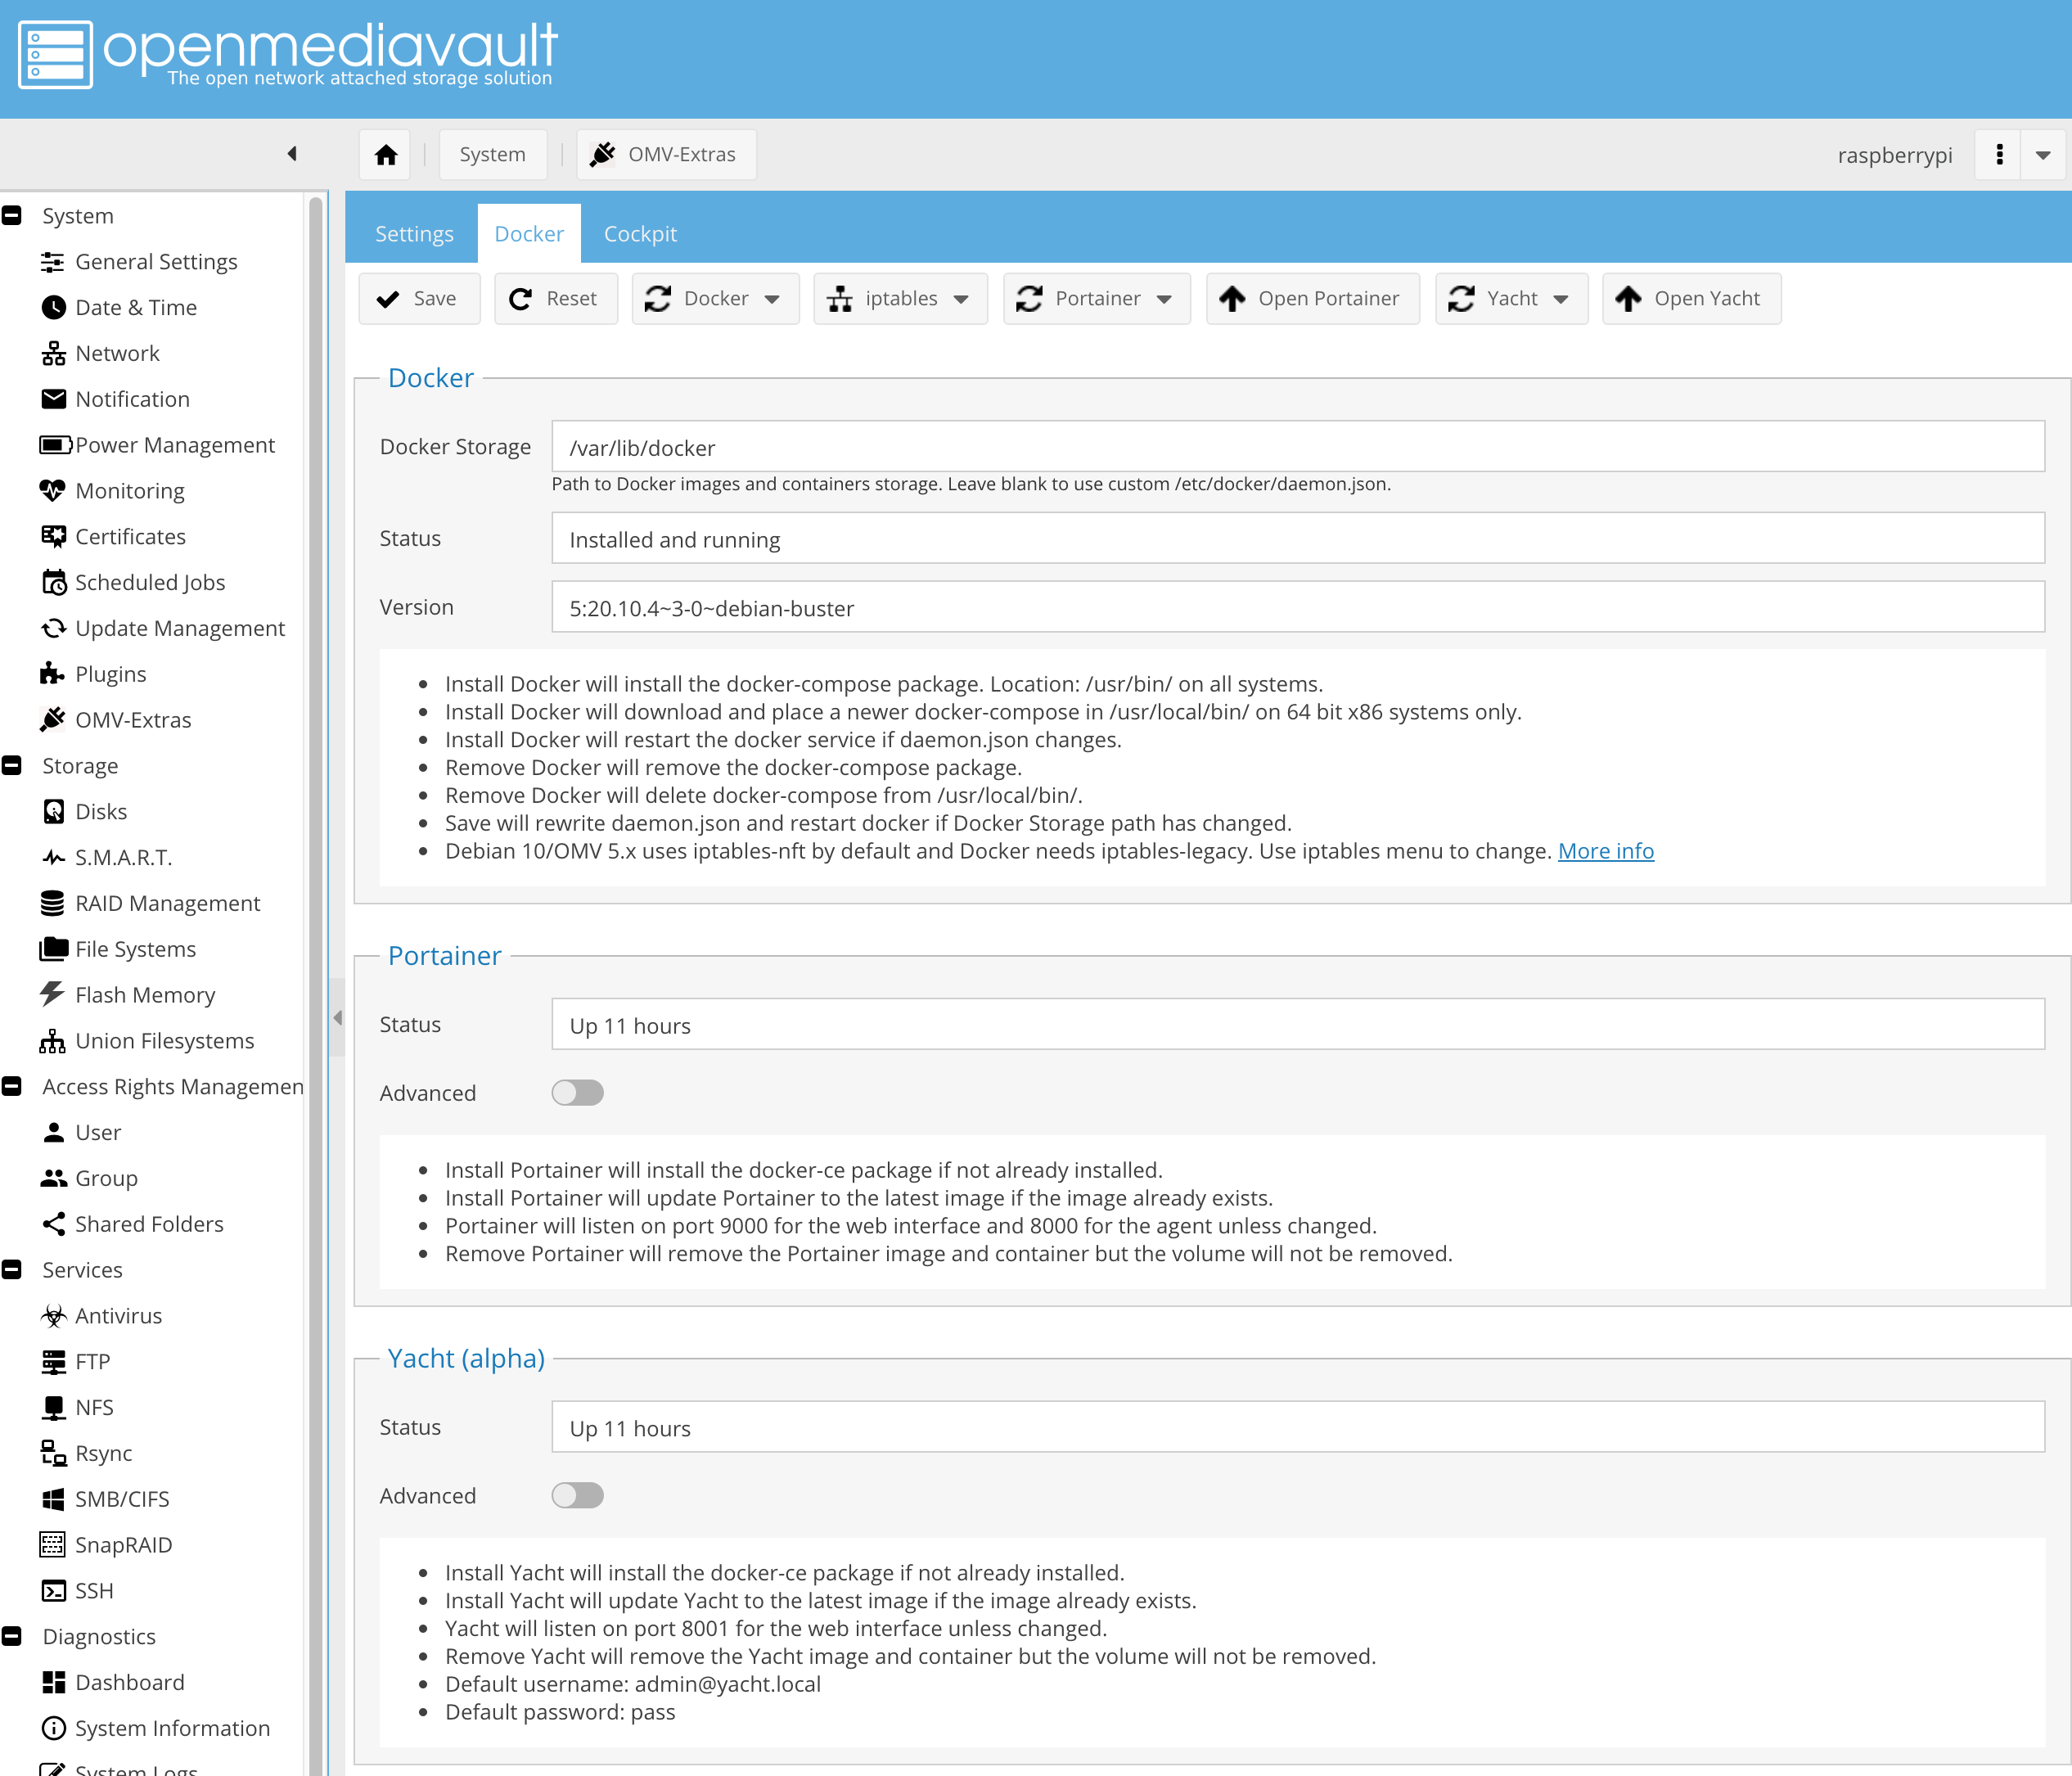 openmediavault
The open network attached storage solution
System
OMV-Extras
raspberrypi
System
General Settings
Date & Time
Network
Notification
Power Management
Monitoring
Certificates
Scheduled Jobs
Update Management
Plugins
OMV-Extras
Storage
Disks
S.M.A.R.T.
RAID Management
File Systems
Flash Memory
Union Filesystems
Access Rights Managemen
User
Group
Shared Folders
Services
Antivirus
FTP
NFS
Rsync
SMB/CIFS
SnapRAID
SSH
Diagnostics
Dashboard
System Information
System Logs
Settings
Docker
Cockpit
Save
Reset
Docker
iptables
Portainer
Open Portainer
Yacht
Open Yacht
Docker
Docker Storage
/var/lib/docker
Path to Docker images and containers storage. Leave blank to use custom /etc/docker/daemon.json.
Status
Installed and running
Version
5:20.10.4~3-0~debian-buster
Install Docker will install the docker-compose package. Location: /usr/bin/ on all systems.
Install Docker will download and place a newer docker-compose in /usr/local/bin/ on 64 bit x86 systems only.
Install Docker will restart the docker service if daemon.json changes.
Remove Docker will remove the docker-compose package.
Remove Docker will delete docker-compose from /usr/local/bin/.
Save will rewrite daemon.json and restart docker if Docker Storage path has changed.
Debian 10/OMV 5.x uses iptables-nft by default and Docker needs iptables-legacy. Use iptables menu to change. More info
Portainer
Status
Up 11 hours
Advanced
Install Portainer will install the docker-ce package if not already installed.
Install Portainer will update Portainer to the latest image if the image already exists.
Portainer will listen on port 9000 for the web interface and 8000 for the agent unless changed.
Remove Portainer will remove the Portainer image and container but the volume will not be removed.
Yacht (alpha)
Status
Up 11 hours
Advanced
Install Yacht will install the docker-ce package if not already installed.
Install Yacht will update Yacht to the latest image if the image already exists.
Yacht will listen on port 8001 for the web interface unless changed.
Remove Yacht will remove the Yacht image and container but the volume will not be removed.
Default username: admin@yacht.local
Default password: pass